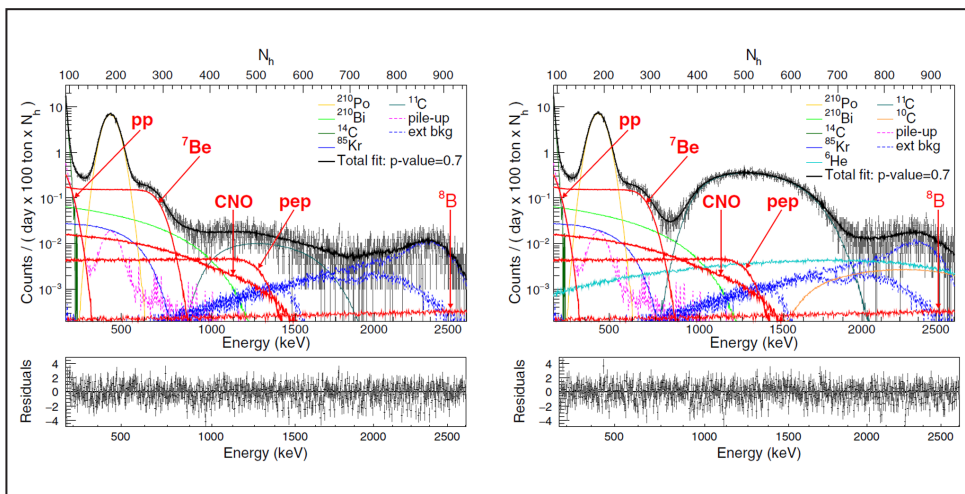 N_h
100 200 300 400 500 600 700 800 900
²¹⁰Po
²¹⁰Bi
¹⁴C
⁸⁵Kr
¹¹C
pile-up
ext bkg
Total fit: p-value=0.7
pp
⁷Be
CNO
pep
⁸B
Counts / ( day x 100 ton x N_h )
10
1
10⁻¹
10⁻²
10⁻³
500 1000 1500 2000 2500
Energy (keV)
Residuals
4
2
0
−2
−4
500 1000 1500 2000 2500
Energy (keV)
N_h
100 200 300 400 500 600 700 800 900
²¹⁰Po
²¹⁰Bi
¹⁴C
⁸⁵Kr
⁶He
¹¹C
¹⁰C
pile-up
ext bkg
Total fit: p-value=0.7
pp
⁷Be
CNO
pep
⁸B
Counts / ( day x 100 ton x N_h )
10
1
10⁻¹
10⁻²
10⁻³
500 1000 1500 2000 2500
Energy (keV)
Residuals
4
2
0
−2
−4
500 1000 1500 2000 2500
Energy (keV)